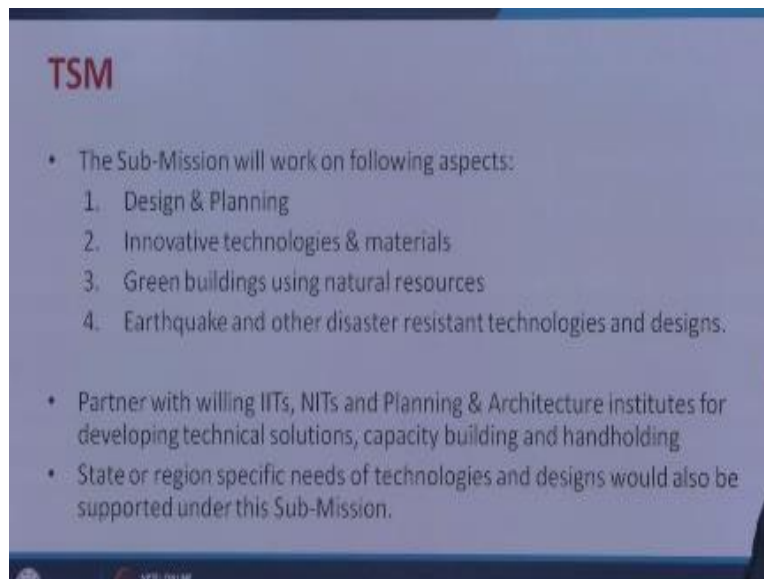 TSM
• The Sub-Mission will work on following aspects:
1. Design & Planning
2. Innovative technologies & materials
3. Green buildings using natural resources
4. Earthquake and other disaster resistant technologies and designs.
• Partner with willing IITs, NITs and Planning & Architecture institutes for
developing technical solutions, capacity building and handholding
• State or region specific needs of technologies and designs would also be
supported under this Sub-Mission.